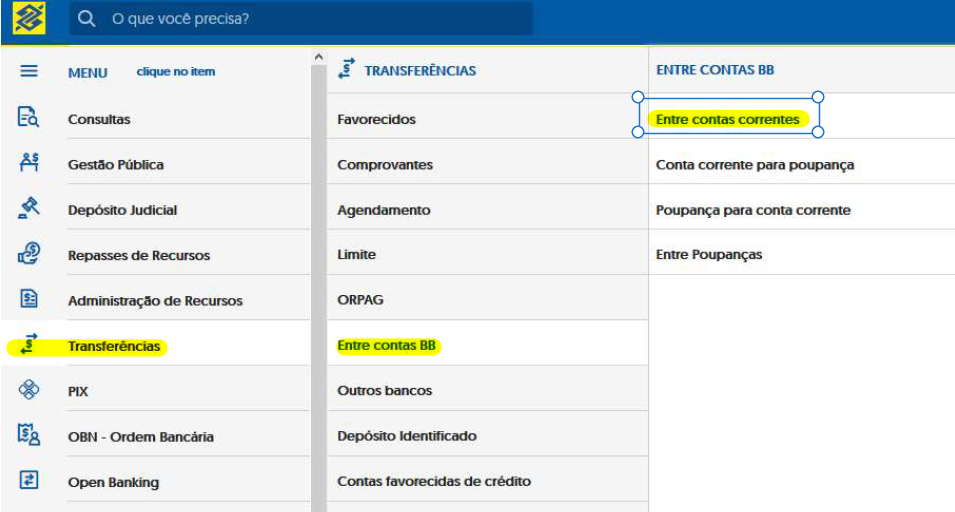 O que você precisa?
MENU clique no item
Consultas
Gestão Pública
Depósito Judicial
Repasses de Recursos
Administração de Recursos
Transferências
PIX
OBN - Ordem Bancária
Open Banking
TRANSFERÊNCIAS
Favorecidos
Comprovantes
Agendamento
Limite
ORPAG
Entre contas BB
Outros bancos
Depósito Identificado
Contas favorecidas de crédito
ENTRE CONTAS BB
Entre contas correntes
Conta corrente para poupança
Poupança para conta corrente
Entre Poupanças